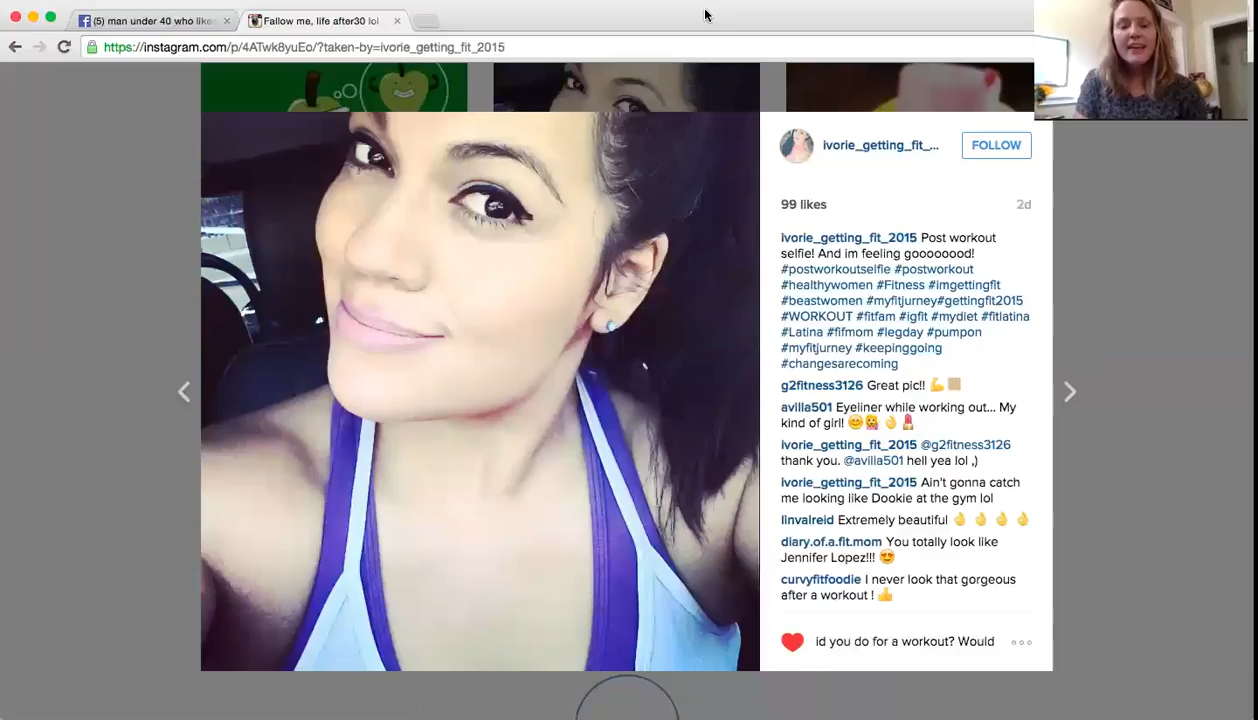 (5) man under 40 who like
Fallow me, life after30 lol
https://instagram.com/p/4ATwk8yuEo/?taken-by=ivorie_getting_fit_2015
ivorie_getting_fit_...
FOLLOW
99 likes
2d
ivorie_getting_fit_2015 Post workout
selfie! And im feeling goooooood!
#postworkoutselfie #postworkout
#healthywomen #Fitness #imgettingfit
#beastwomen #myfitjurney#gettingfit2015
#WORKOUT #fitfam #igfit #mydiet #fitlatina
#Latina #fifmom #legday #pumpon
#myfitjurney #keepinggoing
#changesarecoming
g2fitness3126 Great pic!! 💪🏼
avilla501 Eyeliner while working out... My
kind of girl! 😊💆👌💄
ivorie_getting_fit_2015 @g2fitness3126
thank you. @avilla501 hell yea lol ,)
ivorie_getting_fit_2015 Ain't gonna catch
me looking like Dookie at the gym lol
linvalreid Extremely beautiful 👌👌👌👌
diary.of.a.fit.mom You totally look like
Jennifer Lopez!!! 😍
curvyfitfoodie I never look that gorgeous
after a workout ! 👍
id you do for a workout? Would